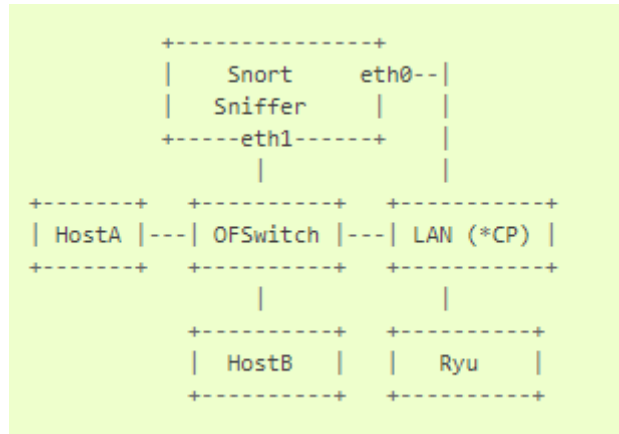 +---------------+
|    Snort     eth0--|
|   Sniffer      |    |
+-----eth1------+    |
|             |
+-------+   +----------+   +-----------+
| HostA |---| OFSwitch |---| LAN (*CP) |
+-------+   +----------+   +-----------+
|             |
+----------+   +----------+
|  HostB   |   |   Ryu    |
+----------+   +----------+